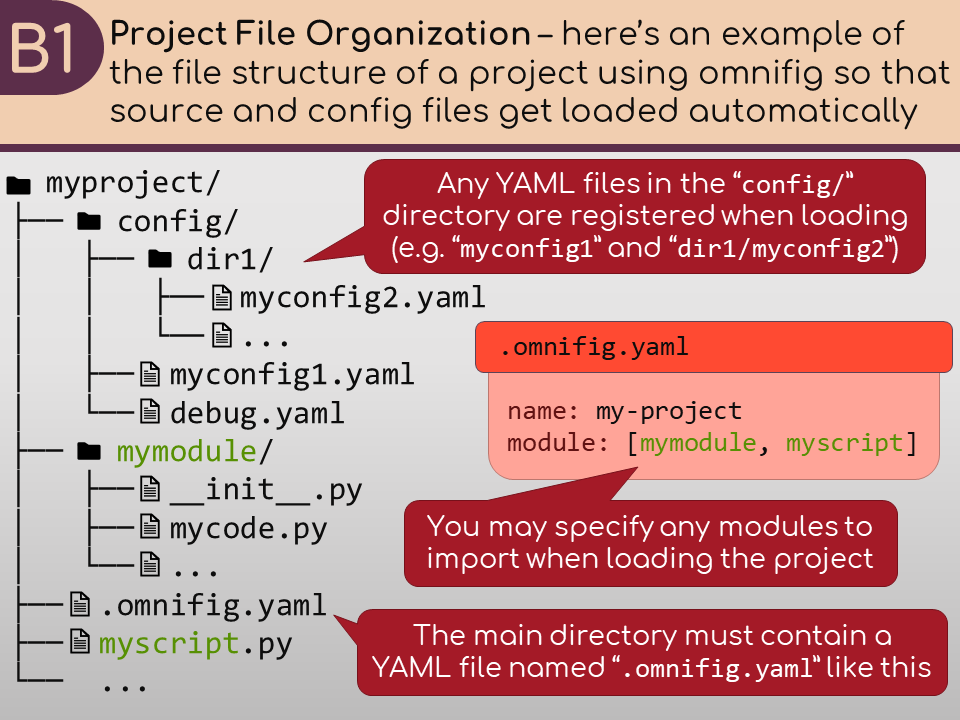 B1
Project File Organization – here's an example of
the file structure of a project using omnifig so that
source and config files get loaded automatically
myproject/
config/
dir1/
myconfig2.yaml
...
myconfig1.yaml
debug.yaml
mymodule/
__init__.py
mycode.py
...
.omnifig.yaml
myscript.py
...
Any YAML files in the “config/”
directory are registered when loading
(e.g. “myconfig1” and “dir1/myconfig2”)
.omnifig.yaml
name: my-project
module: [mymodule, myscript]
You may specify any modules to
import when loading the project
The main directory must contain a
YAML file named “.omnifig.yaml” like this